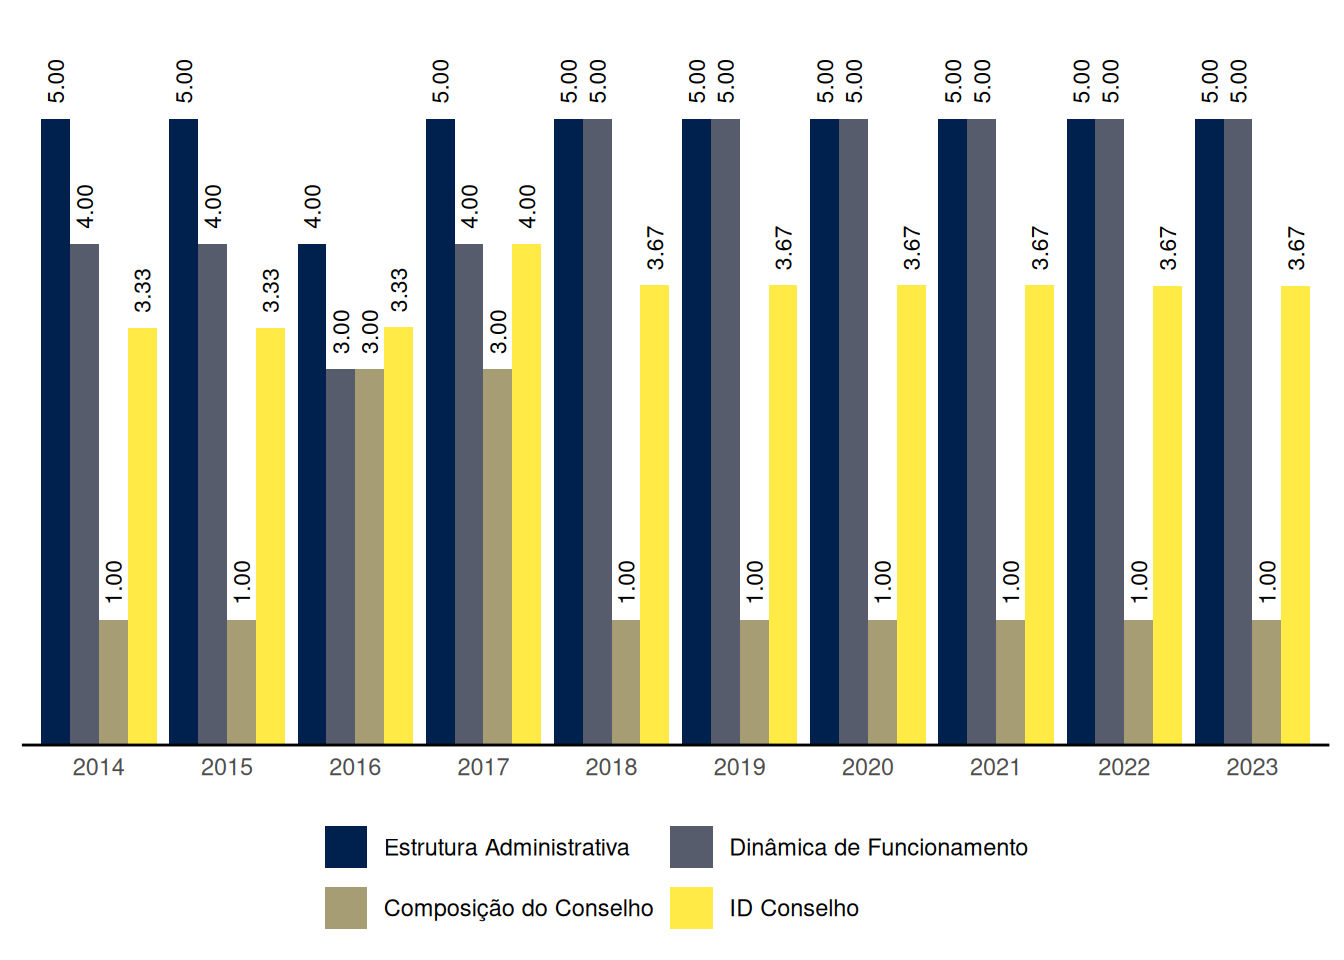 5.00 4.00 1.00 3.33 5.00 4.00 1.00 3.33 4.00 3.00 3.00 3.33 5.00 4.00 3.00 4.00 5.00 5.00 1.00 3.67 5.00 5.00 1.00 3.67 5.00 5.00 1.00 3.67 5.00 5.00 1.00 3.67 5.00 5.00 1.00 3.67 5.00 5.00 1.00 3.67
2014 2015 2016 2017 2018 2019 2020 2021 2022 2023
Estrutura Administrativa Dinâmica de Funcionamento
Composição do Conselho ID Conselho